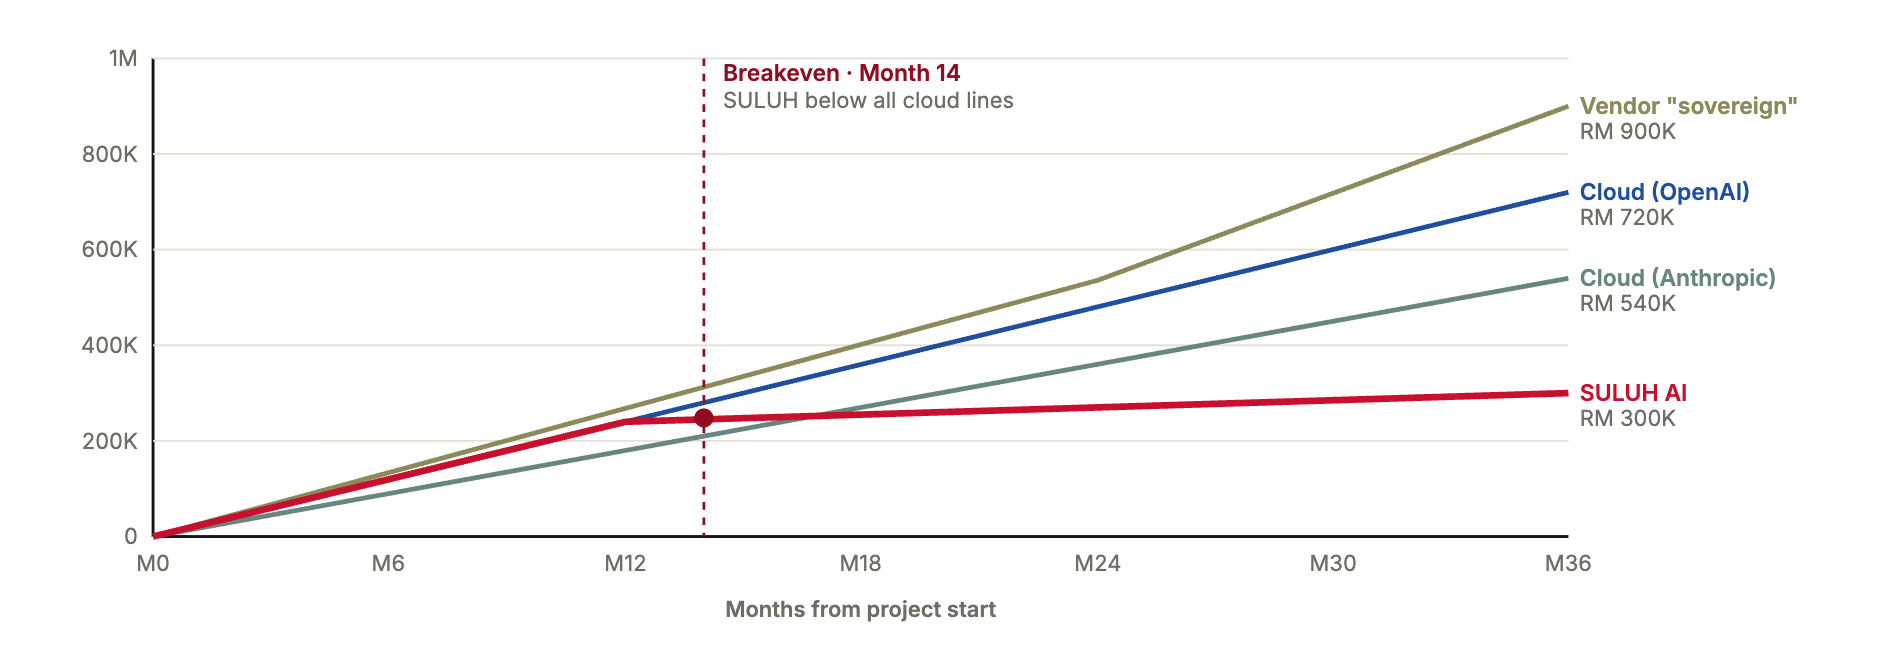 1M
800K
600K
400K
200K
0
Breakeven · Month 14
SULUH below all cloud lines
Vendor "sovereign"
RM 900K
Cloud (OpenAI)
RM 720K
Cloud (Anthropic)
RM 540K
SULUH AI
RM 300K
M0 M6 M12 M18 M24 M30 M36
Months from project start